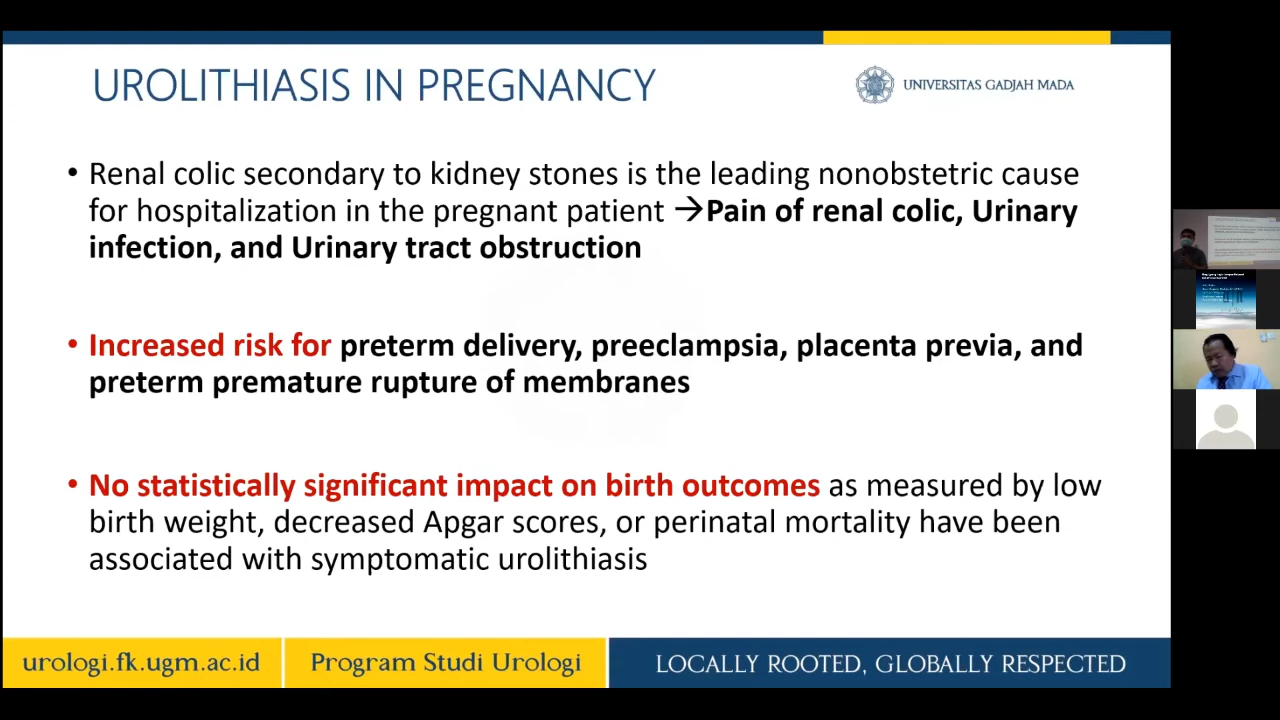 UROLITHIASIS IN PREGNANCY
UNIVERSITAS GADJAH MADA
• Renal colic secondary to kidney stones is the leading nonobstetric cause
for hospitalization in the pregnant patient →Pain of renal colic, Urinary
infection, and Urinary tract obstruction
• Increased risk for preterm delivery, preeclampsia, placenta previa, and
preterm premature rupture of membranes
• No statistically significant impact on birth outcomes as measured by low
birth weight, decreased Apgar scores, or perinatal mortality have been
associated with symptomatic urolithiasis
urologi.fk.ugm.ac.id
Program Studi Urologi
LOCALLY ROOTED, GLOBALLY RESPECTED